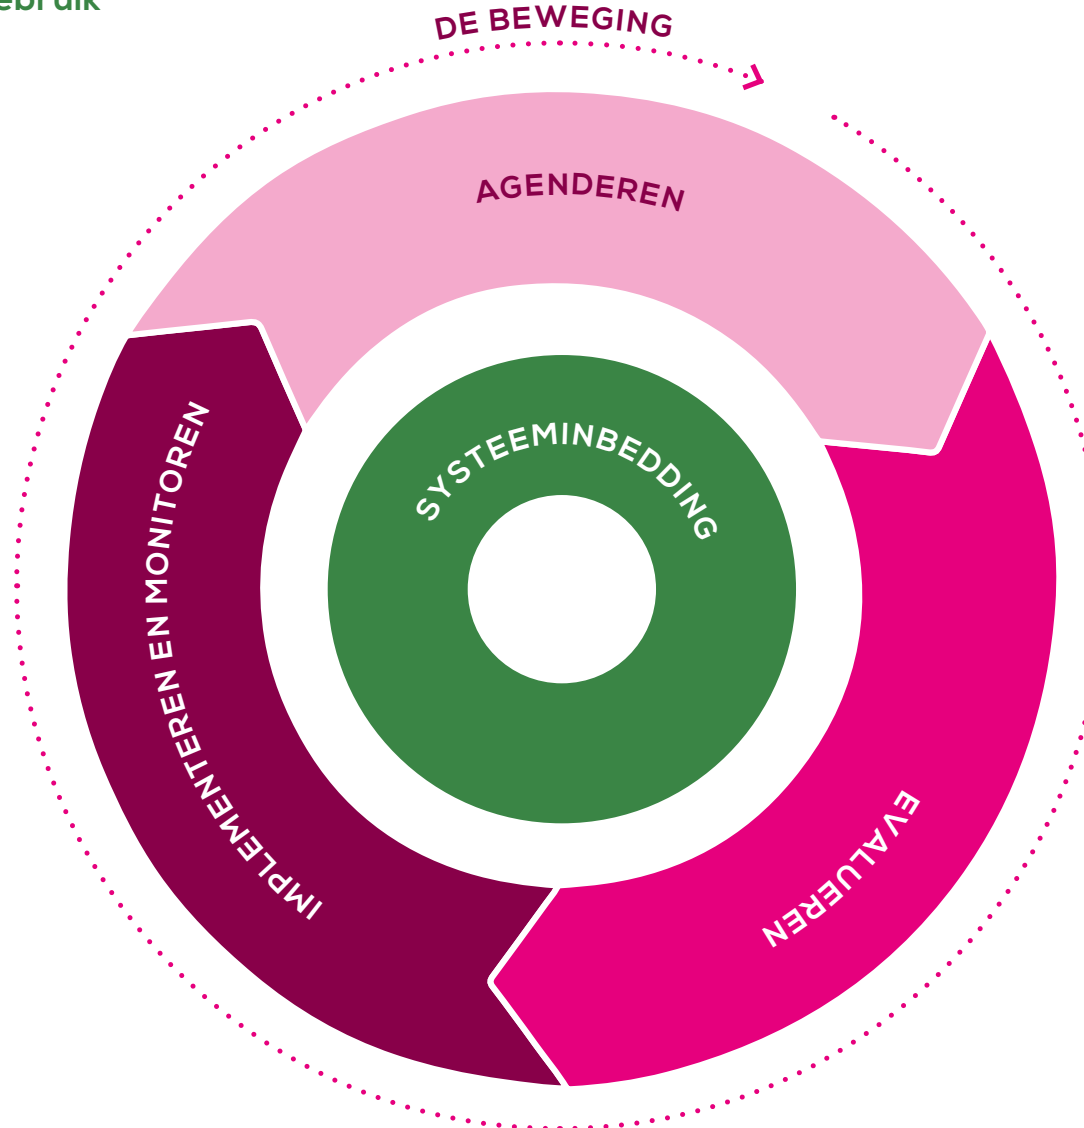 DE BEWEGING
AGENDEREN
SYSTEEMINBEDDING
IMPLEMENTEREN EN MONITOREN
EVALUEREN